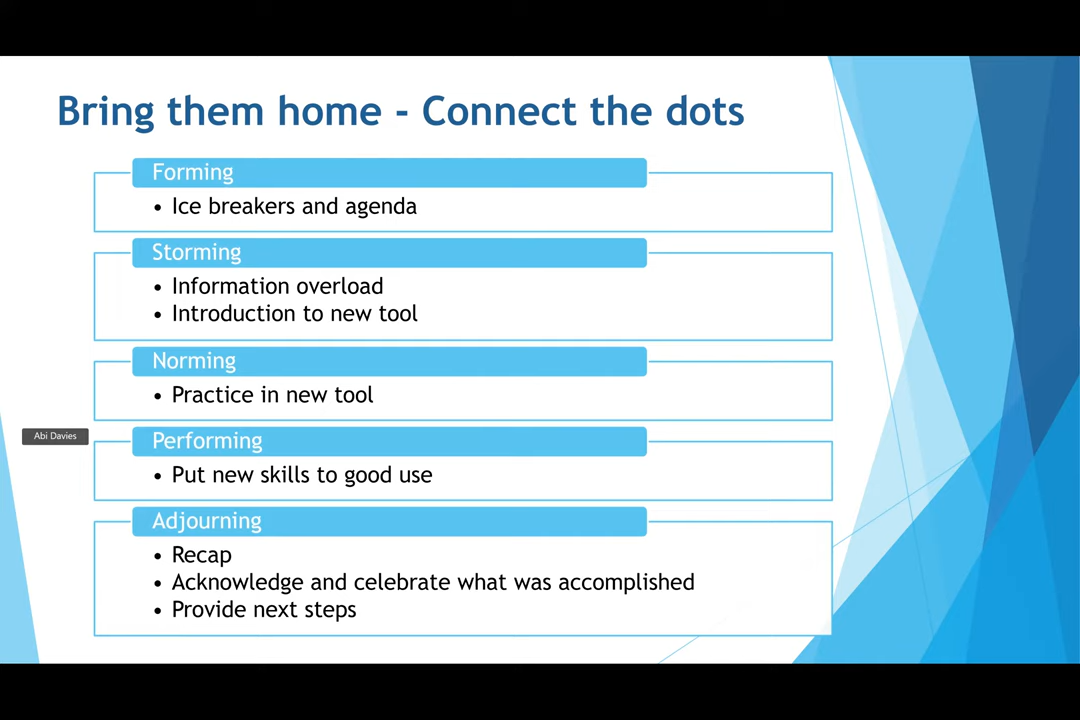 Bring them home - Connect the dots
Forming
• Ice breakers and agenda
Storming
• Information overload
• Introduction to new tool
Norming
• Practice in new tool
Abi Davies
Performing
• Put new skills to good use
Adjourning
• Recap
• Acknowledge and celebrate what was accomplished
• Provide next steps